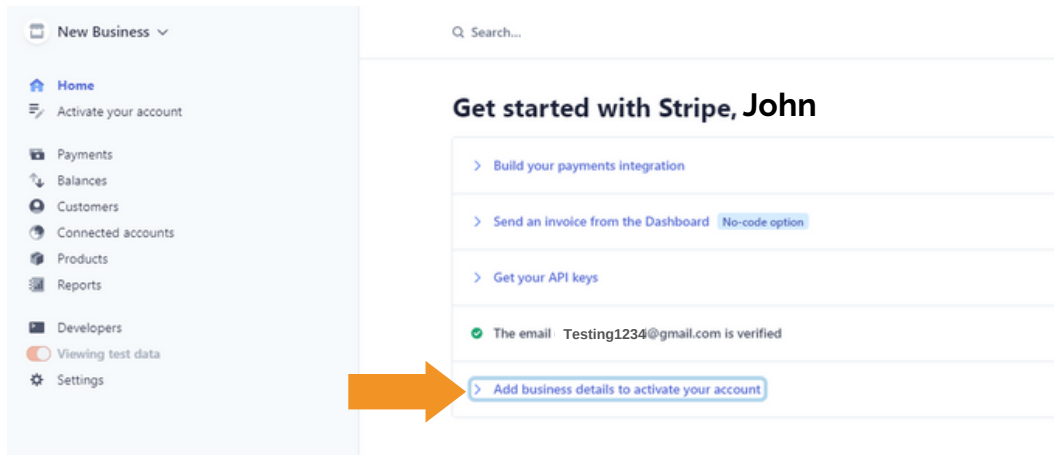 New Business
Search...
Home
Activate your account
Payments
Balances
Customers
Connected accounts
Products
Reports
Developers
Viewing test data
Settings
Get started with Stripe, John
Build your payments integration
Send an invoice from the Dashboard No-code option
Get your API keys
The email Testing1234@gmail.com is verified
Add business details to activate your account